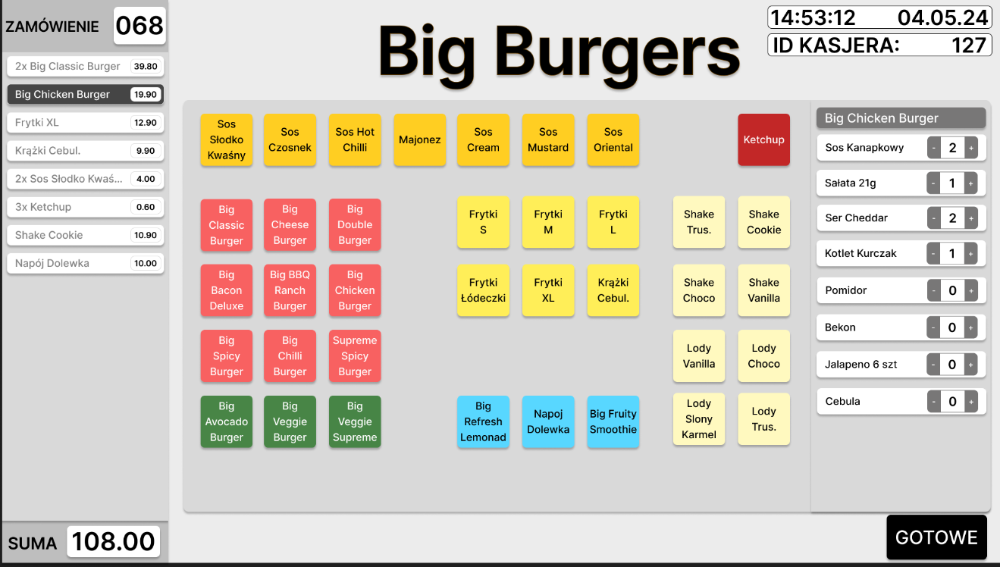 ZAMÓWIENIE 068
2x Big Classic Burger 39.80
Big Chicken Burger 19.90
Frytki XL 12.90
Krążki Cebul. 9.90
2x Sos Słodko Kwaś... 4.00
3x Ketchup 0.60
Shake Cookie 10.90
Napój Dolewka 10.00
SUMA 108.00
Big Burgers
14:53:12 04.05.24
ID KASJERA: 127
Sos
Słodko
Kwaśny
Sos
Czosnek
Sos Hot
Chilli
Majonez
Sos
Cream
Sos
Mustard
Sos
Oriental
Ketchup
Big
Classic
Burger
Big
Cheese
Burger
Big
Double
Burger
Frytki
S
Frytki
M
Frytki
L
Shake
Trus.
Shake
Cookie
Big
Bacon
Deluxe
Big BBQ
Ranch
Burger
Big
Chicken
Burger
Frytki
Łódeczki
Frytki
XL
Krążki
Cebul.
Shake
Choco
Shake
Vanilla
Big
Spicy
Burger
Big
Chilli
Burger
Supreme
Spicy
Burger
Lody
Vanilla
Lody
Choco
Big
Avocado
Burger
Big
Veggie
Burger
Big
Veggie
Supreme
Big
Refresh
Lemonad
Napoj
Dolewka
Big Fruity
Smoothie
Lody
Slony
Karmel
Lody
Trus.
Big Chicken Burger
Sos Kanapkowy - 2 +
Sałata 21g - 1 +
Ser Cheddar - 2 +
Kotlet Kurczak - 1 +
Pomidor - 0 +
Bekon - 0 +
Jalapeno 6 szt - 0 +
Cebula - 0 +
GOTOWE